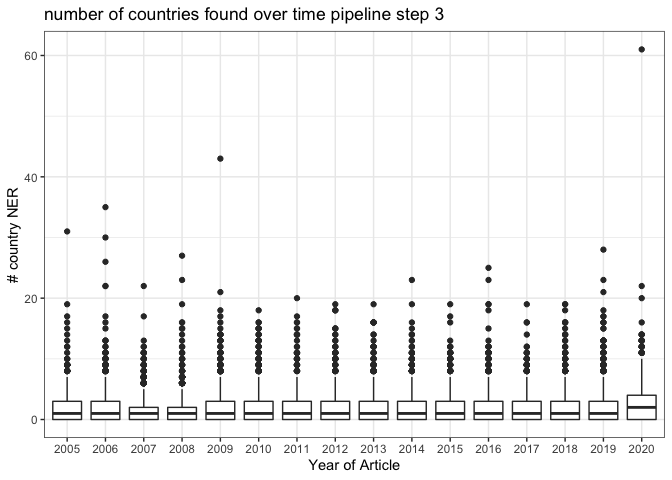 number of countries found over time pipeline step 3
60
40
20
0
# country NER
2005 2006 2007 2008 2009 2010 2011 2012 2013 2014 2015 2016 2017 2018 2019 2020
Year of Article